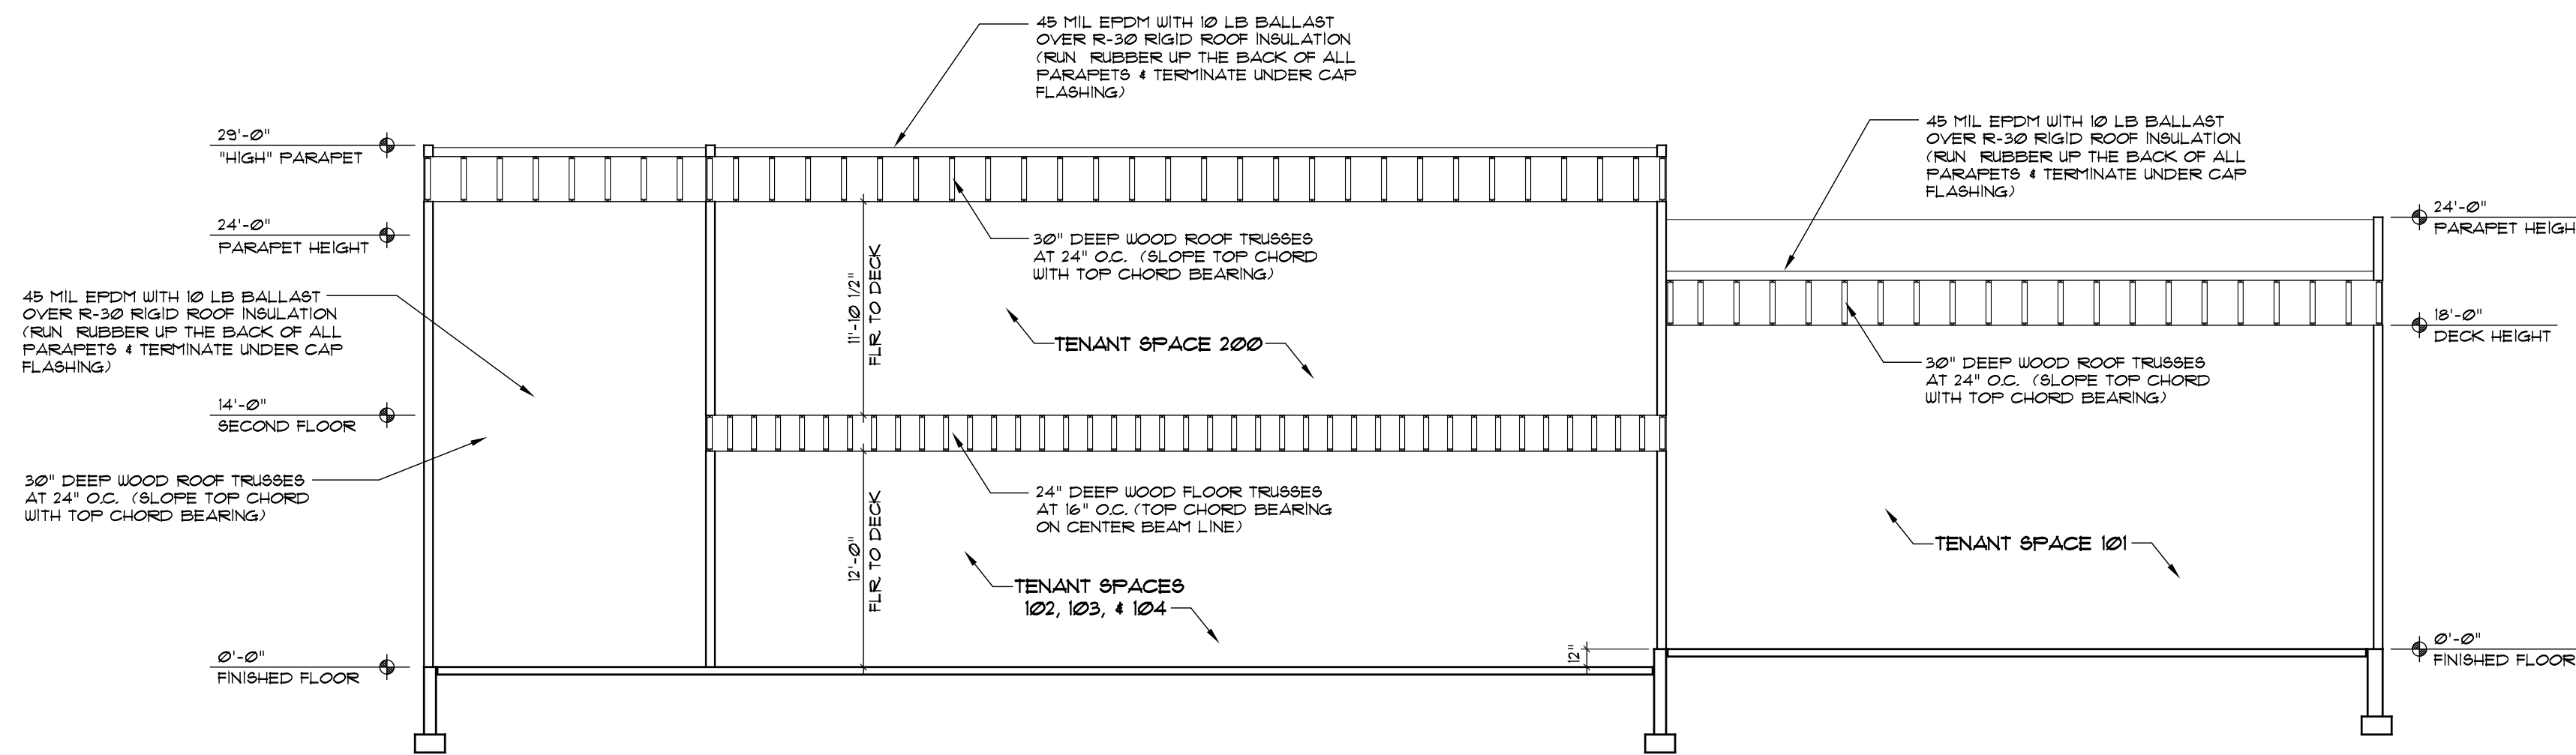 45 MIL EPDM WITH 10 LB BALLAST
OVER R-30 RIGID ROOF INSULATION
(RUN RUBBER UP THE BACK OF ALL
PARAPETS & TERMINATE UNDER CAP
FLASHING)
45 MIL EPDM WITH 10 LB BALLAST
OVER R-30 RIGID ROOF INSULATION
(RUN RUBBER UP THE BACK OF ALL
PARAPETS & TERMINATE UNDER CAP
FLASHING)
29'-0"
"HIGH" PARAPET
24'-0"
PARAPET HEIGHT
45 MIL EPDM WITH 10 LB BALLAST
OVER R-30 RIGID ROOF INSULATION
(RUN RUBBER UP THE BACK OF ALL
PARAPETS & TERMINATE UNDER CAP
FLASHING)
14'-0"
SECOND FLOOR
30" DEEP WOOD ROOF TRUSSES
AT 24" O.C. (SLOPE TOP CHORD
WITH TOP CHORD BEARING)
0'-0"
FINISHED FLOOR
30" DEEP WOOD ROOF TRUSSES
AT 24" O.C. (SLOPE TOP CHORD
WITH TOP CHORD BEARING)
11'-10 1/2"
FLR TO DECK
TENANT SPACE 200
24" DEEP WOOD FLOOR TRUSSES
AT 16" O.C. (TOP CHORD BEARING
ON CENTER BEAM LINE)
12'-0"
FLR TO DECK
TENANT SPACES
102, 103, & 104
12"
24'-0"
PARAPET HEIGH
18'-0"
DECK HEIGHT
30" DEEP WOOD ROOF TRUSSES
AT 24" O.C. (SLOPE TOP CHORD
WITH TOP CHORD BEARING)
TENANT SPACE 101
0'-0"
FINISHED FLOOR